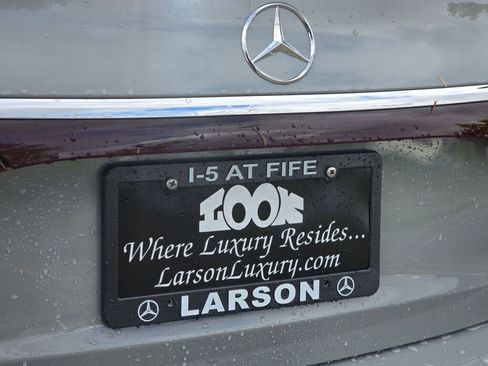 I-5 AT FIFE
LOOK
Where Luxury Resides...
LarsonLuxury.com
LARSON